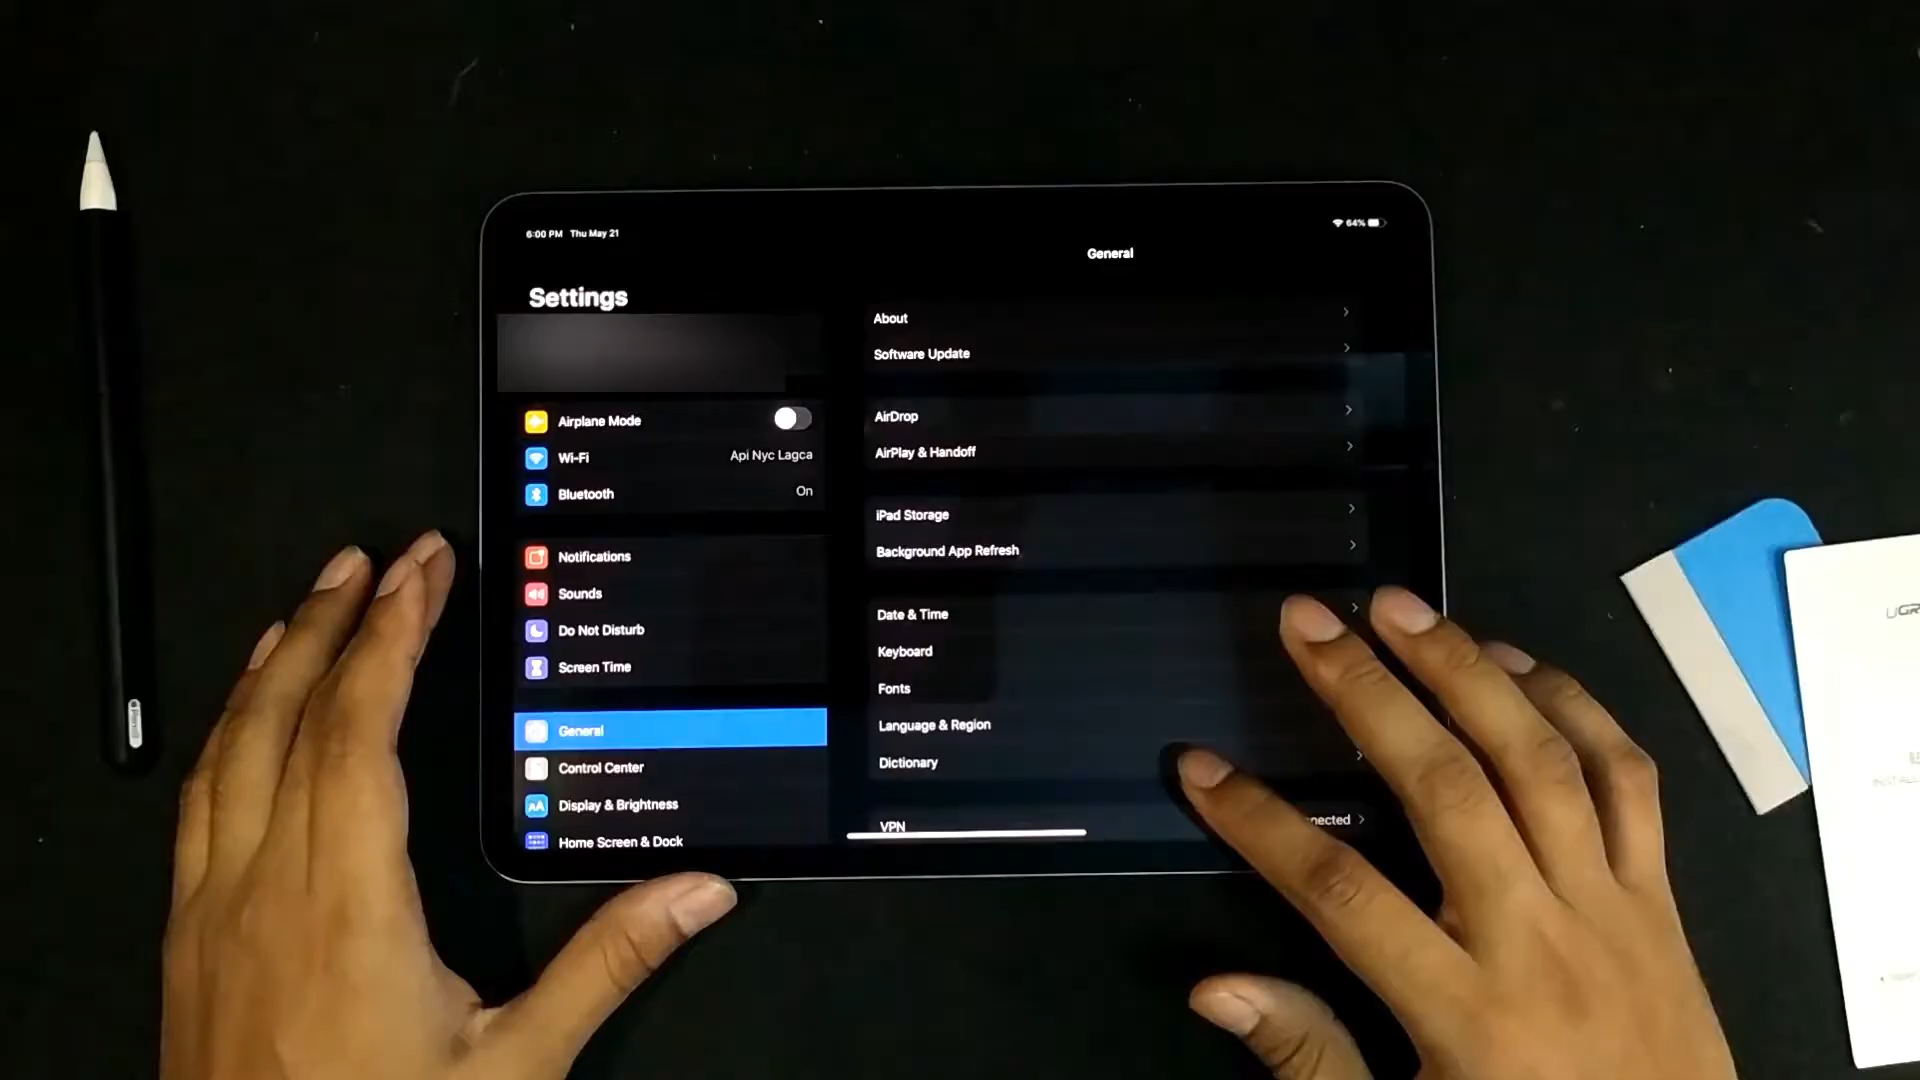 6:00 PM Thu May 21
64%
General
Settings
Airplane Mode
Wi-Fi Api Nyc Lagca
Bluetooth On
Notifications
Sounds
Do Not Disturb
Screen Time
General
Control Center
Display & Brightness
Home Screen & Dock
About
Software Update
AirDrop
AirPlay & Handoff
iPad Storage
Background App Refresh
Date & Time
Keyboard
Fonts
Language & Region
Dictionary
VPN